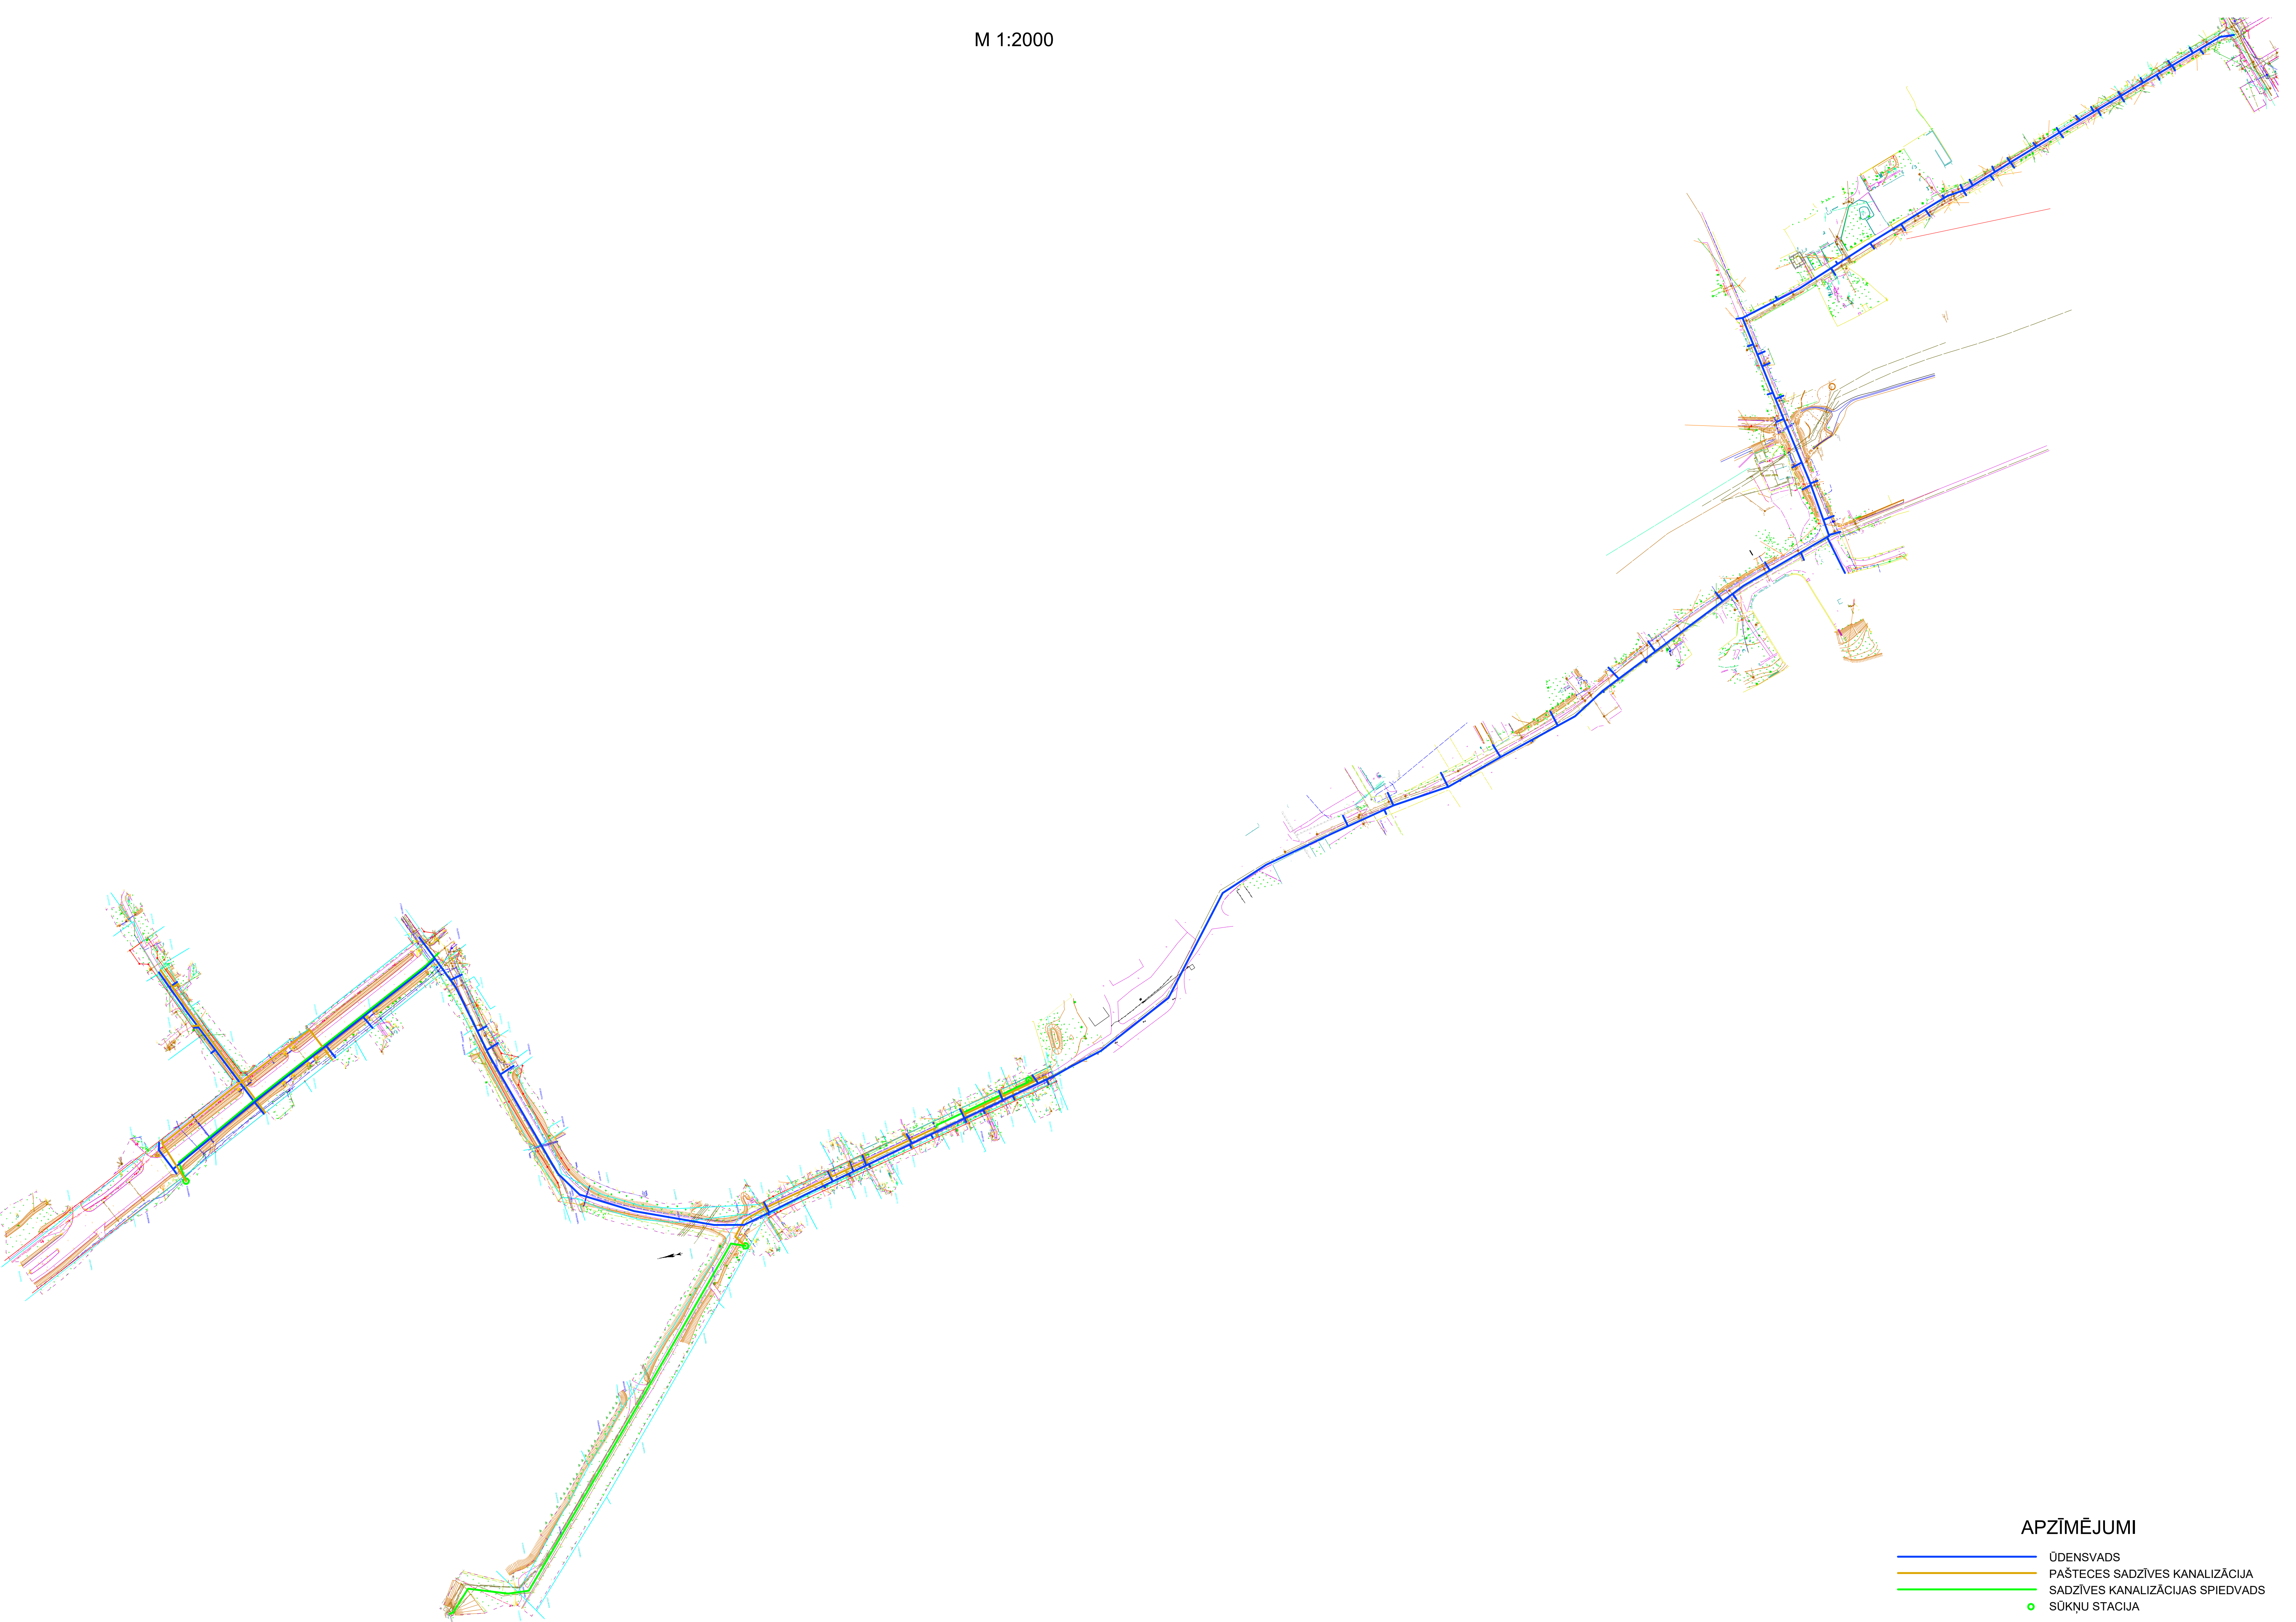 M 1:2000
APZĪMĒJUMI
ŪDENSVADS
PAŠTECES SADZĪVES KANALIZĀCIJA
SADZĪVES KANALIZĀCIJAS SPIEDVADS
SŪKŅU STACIJA